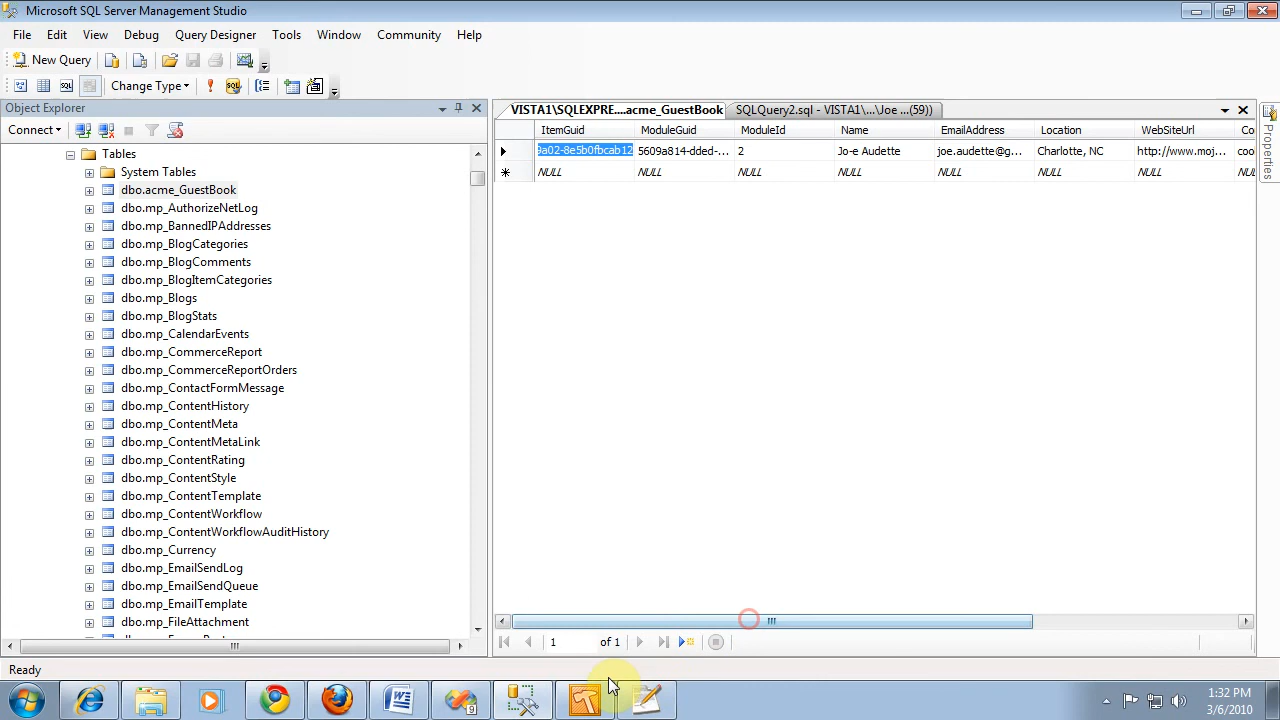 Microsoft SQL Server Management Studio
File Edit View Debug Query Designer Tools Window Community Help
New Query
Change Type
Object Explorer
Connect
Tables
System Tables
dbo.acme_GuestBook
dbo.mp_AuthorizeNetLog
dbo.mp_BannedIPAddresses
dbo.mp_BlogCategories
dbo.mp_BlogComments
dbo.mp_BlogItemCategories
dbo.mp_Blogs
dbo.mp_BlogStats
dbo.mp_CalendarEvents
dbo.mp_CommerceReport
dbo.mp_CommerceReportOrders
dbo.mp_ContactFormMessage
dbo.mp_ContentHistory
dbo.mp_ContentMeta
dbo.mp_ContentMetaLink
dbo.mp_ContentRating
dbo.mp_ContentStyle
dbo.mp_ContentTemplate
dbo.mp_ContentWorkflow
dbo.mp_ContentWorkflowAuditHistory
dbo.mp_Currency
dbo.mp_EmailSendLog
dbo.mp_EmailSendQueue
dbo.mp_EmailTemplate
dbo.mp_FileAttachment
VISTA1\SQLEXPRE....acme_GuestBook SQLQuery2.sql - VISTA1\...\Joe ...(59))
ItemGuid ModuleGuid ModuleId Name EmailAddress Location WebSiteUrl Co
9a02-8e5b0fbcab12 5609a814-dded-... 2 Jo-e Audette joe.audette@g... Charlotte, NC http://www.moj... coo
NULL NULL NULL NULL NULL NULL NULL NUL
1 of 1
Properties
Ready
1:32 PM
3/6/2010